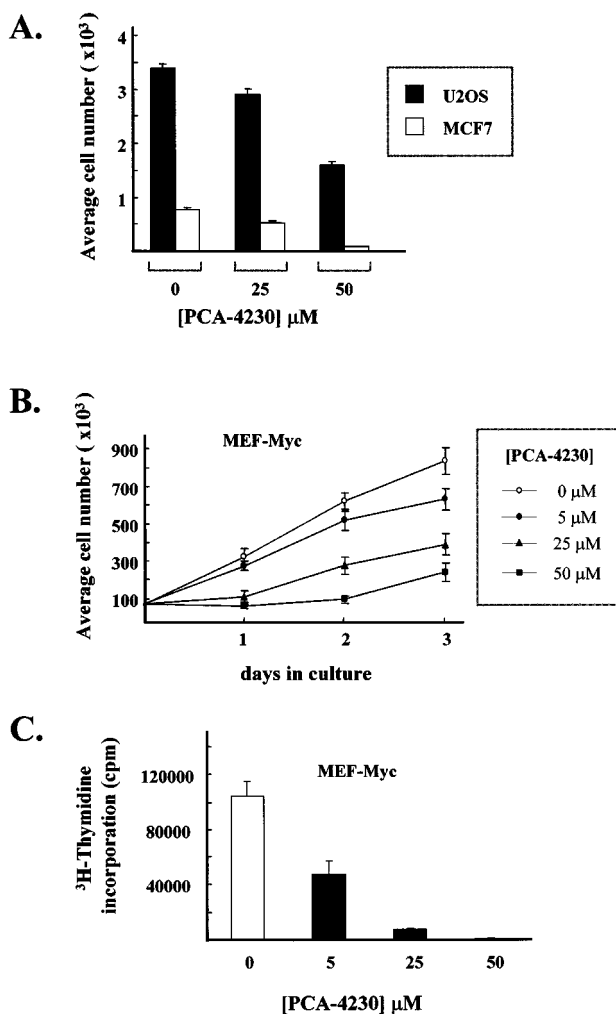 A.
Average cell number ( x10³)
4
3
2
1
U2OS
MCF7
0 25 50
[PCA-4230] µM
B.
Average cell number ( x10³)
900
700
500
300
100
MEF-Myc
[PCA-4230]
0 µM
5 µM
25 µM
50 µM
1 2 3
days in culture
C.
³H-Thymidine
incorporation (cpm)
120000
80000
40000
MEF-Myc
0 5 25 50
[PCA-4230] µM